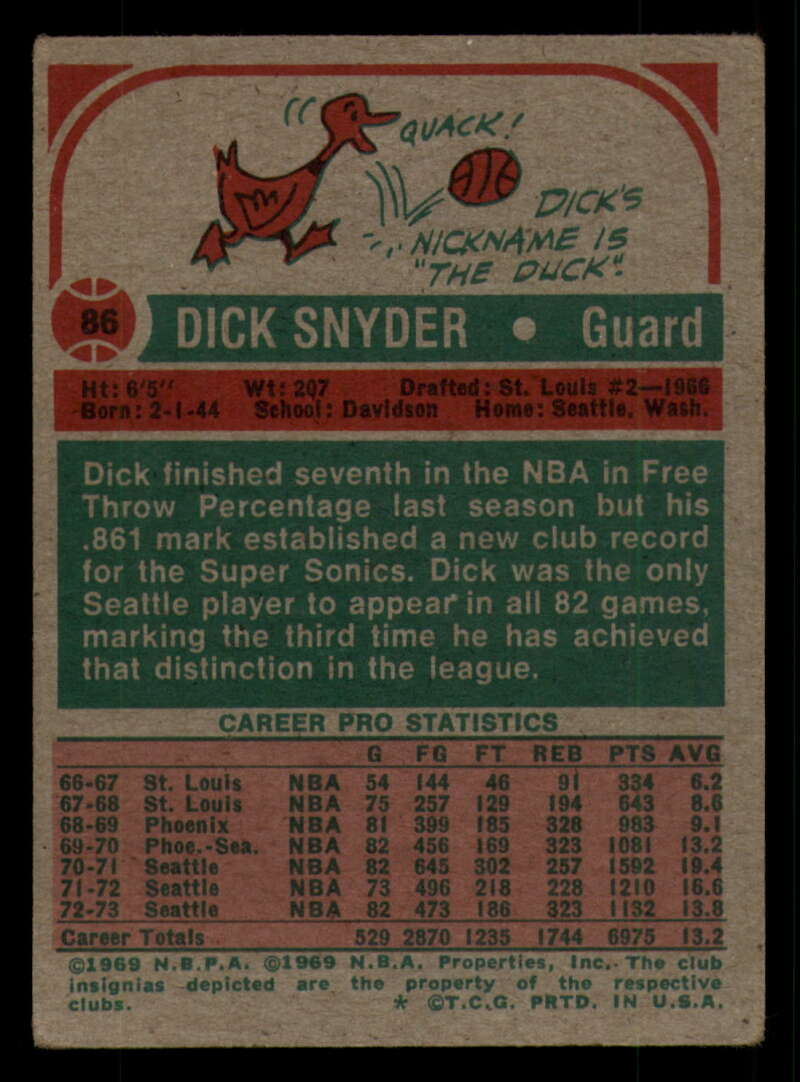 QUACK!
DICK'S
NICKNAME IS
"THE DUCK".
86 DICK SNYDER • Guard
Ht: 6'5" Wt: 207 Drafted: St. Louis #2—1966
Born: 2-1-44 School: Davidson Home: Seattle, Wash.
Dick finished seventh in the NBA in Free
Throw Percentage last season but his
.861 mark established a new club record
for the Super Sonics. Dick was the only
Seattle player to appear in all 82 games,
marking the third time he has achieved
that distinction in the league.
CAREER PRO STATISTICS
G FG FT REB PTS AVG
66-67 St. Louis NBA 54 144 46 91 334 6.2
67-68 St. Louis NBA 75 257 129 194 643 8.6
68-69 Phoenix NBA 81 399 185 328 983 9.1
69-70 Phoe.-Sea. NBA 82 456 169 323 1081 13.2
70-71 Seattle NBA 82 645 302 257 1592 19.4
71-72 Seattle NBA 73 496 218 228 1210 16.6
72-73 Seattle NBA 82 473 186 323 1132 13.8
Career Totals 529 2870 1235 1744 6975 13.2
©1969 N.B.P.A. ©1969 N.B.A. Properties, Inc. The club
insignias depicted are the property of the respective
clubs. * ©T.C.G. PRTD. IN U.S.A.